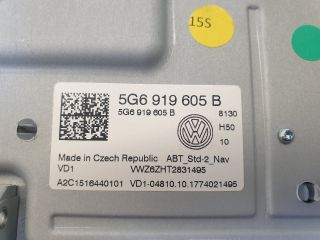 15S
5G6 919 605 B
5G6 919 605 B
8130
H50
10
Made in Czech Republic ABT_Std-2_Nav
VD1 VWZ6ZHT2831495
A2C1516440101 VD1-04810.10.1774021495